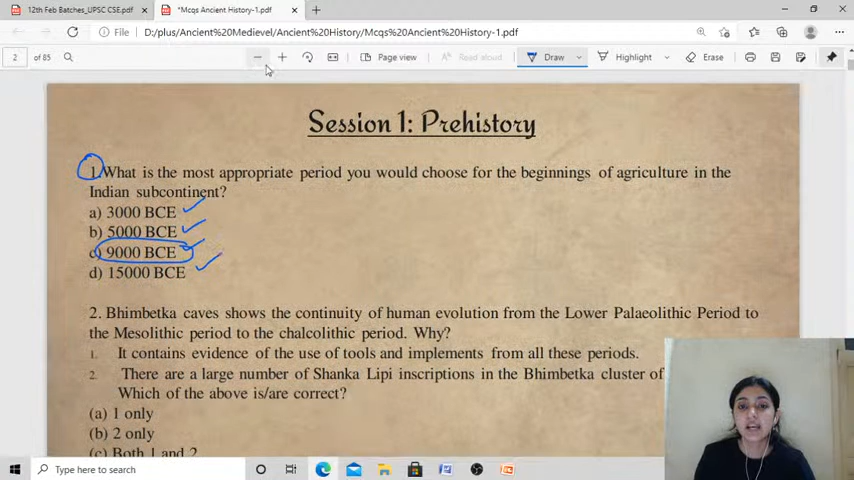 12th Feb Batches_UPSC CSE.pdf
*Mcqs Ancient History-1.pdf
File D:/plus/Ancient%20Medievel/Ancient%20History/Mcqs%20Ancient%20History-1.pdf
2 of 85 Page view Read aloud Draw Highlight Erase
Session 1: Prehistory
1. What is the most appropriate period you would choose for the beginnings of agriculture in the
Indian subcontinent?
a) 3000 BCE
b) 5000 BCE
c) 9000 BCE
d) 15000 BCE
2. Bhimbetka caves shows the continuity of human evolution from the Lower Palaeolithic Period to
the Mesolithic period to the chalcolithic period. Why?
1. It contains evidence of the use of tools and implements from all these periods.
2. There are a large number of Shanka Lipi inscriptions in the Bhimbetka cluster of
Which of the above is/are correct?
(a) 1 only
(b) 2 only
(c) Both 1 and 2
Type here to search